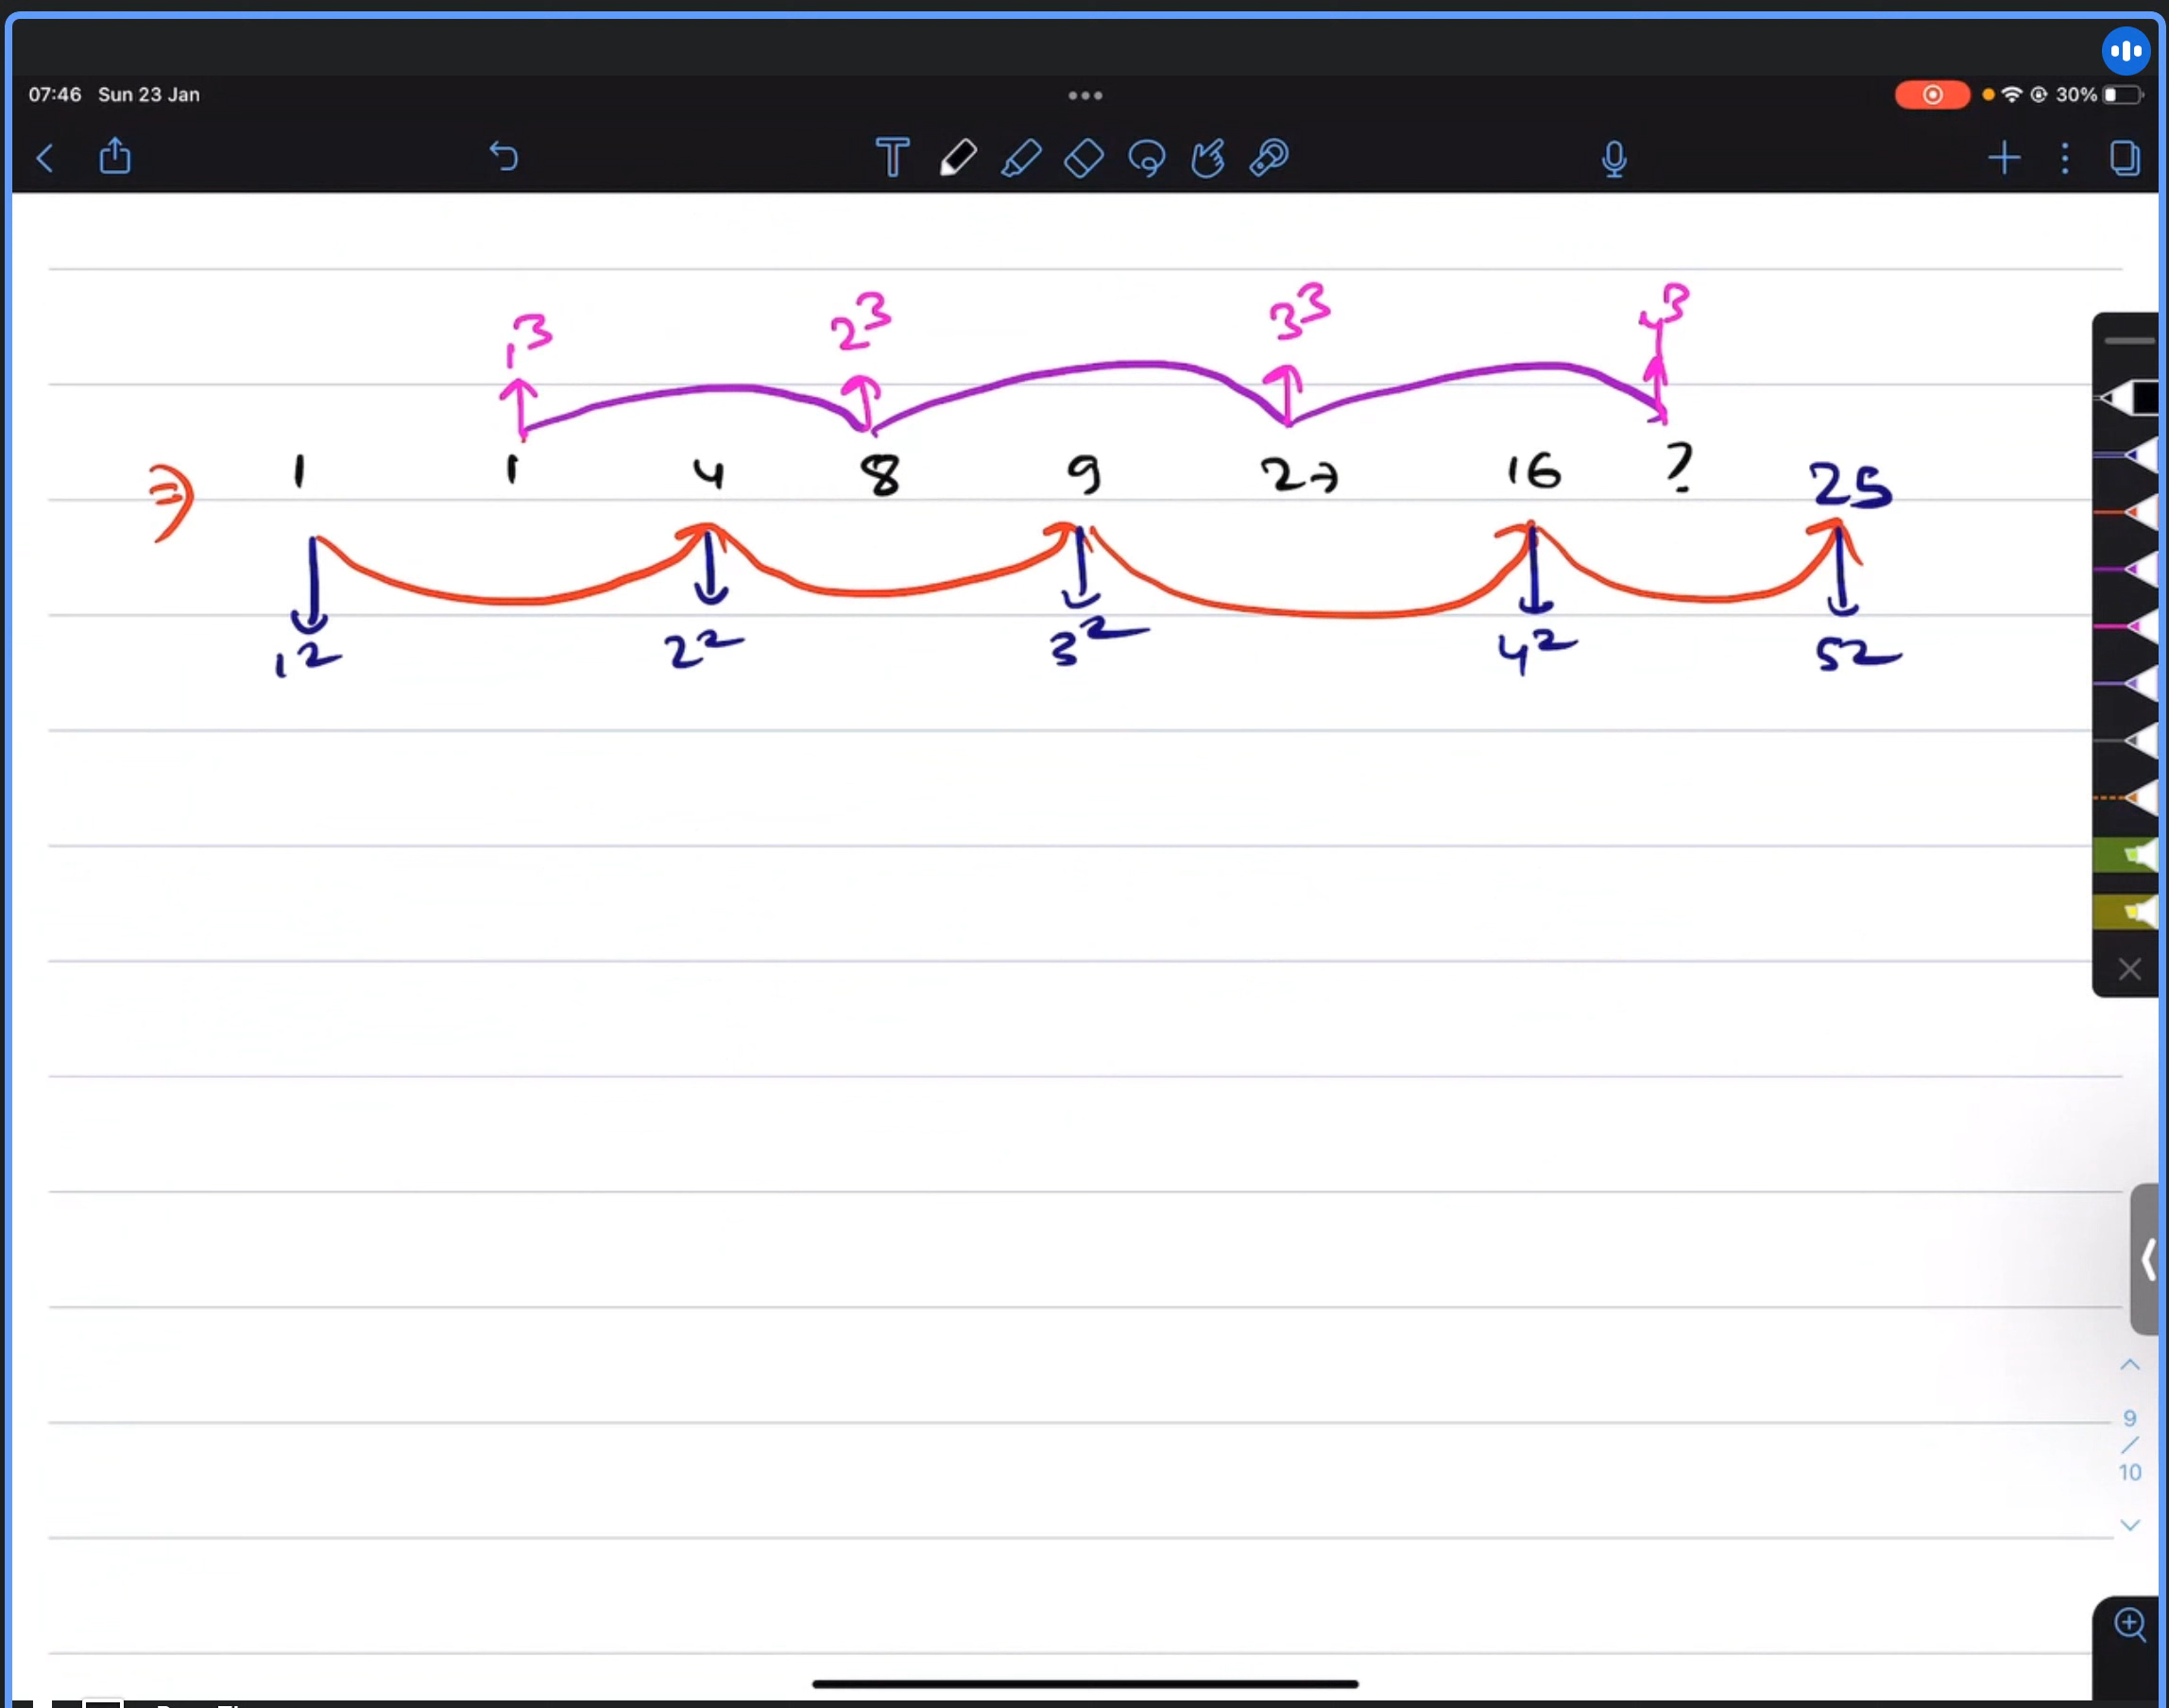 07:46 Sun 23 Jan
30%
T
1³ 2³ 3³ 4³
⇒ 1 1 4 8 9 27 16 ? 25
1² 2² 3² 4² 5²
9
/
10